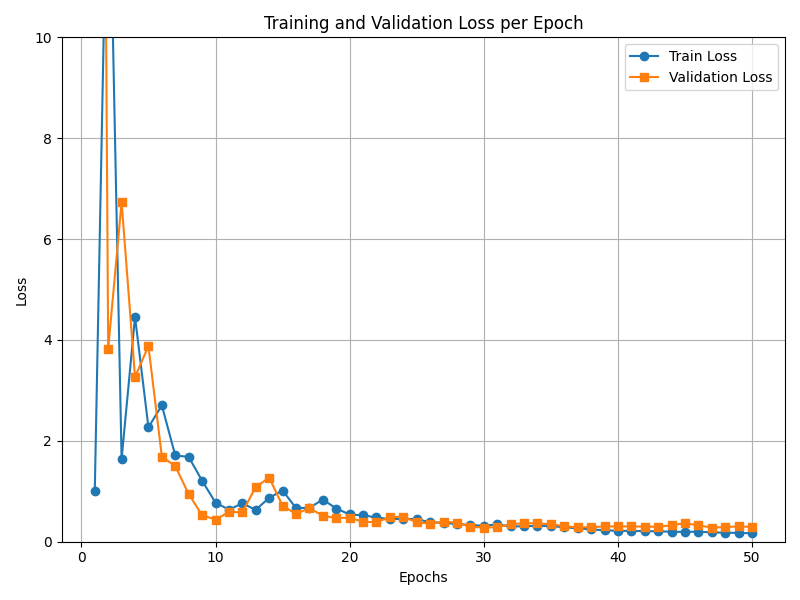 Training and Validation Loss per Epoch
Train Loss
Validation Loss
Loss
10
8
6
4
2
0
0 10 20 30 40 50
Epochs